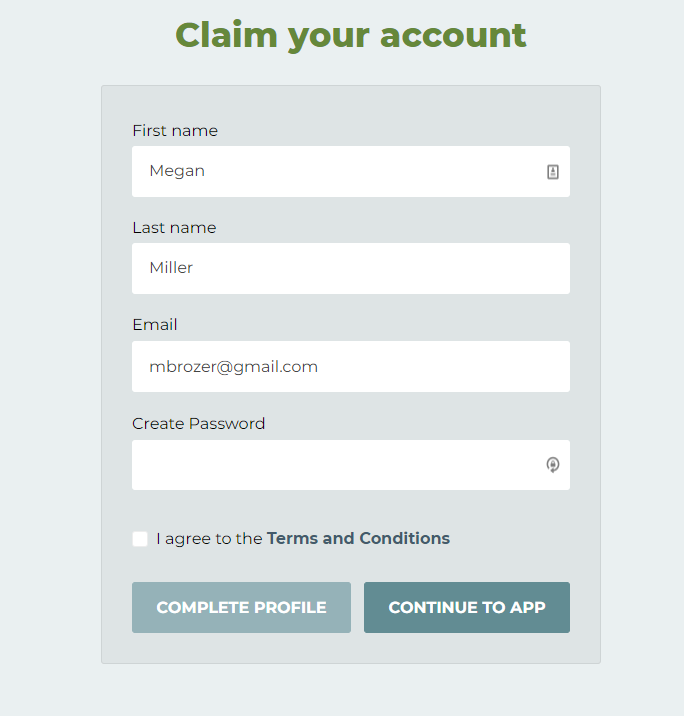 Claim your account
First name
Megan
Last name
Miller
Email
mbrozer@gmail.com
Create Password
I agree to the Terms and Conditions
COMPLETE PROFILE
CONTINUE TO APP